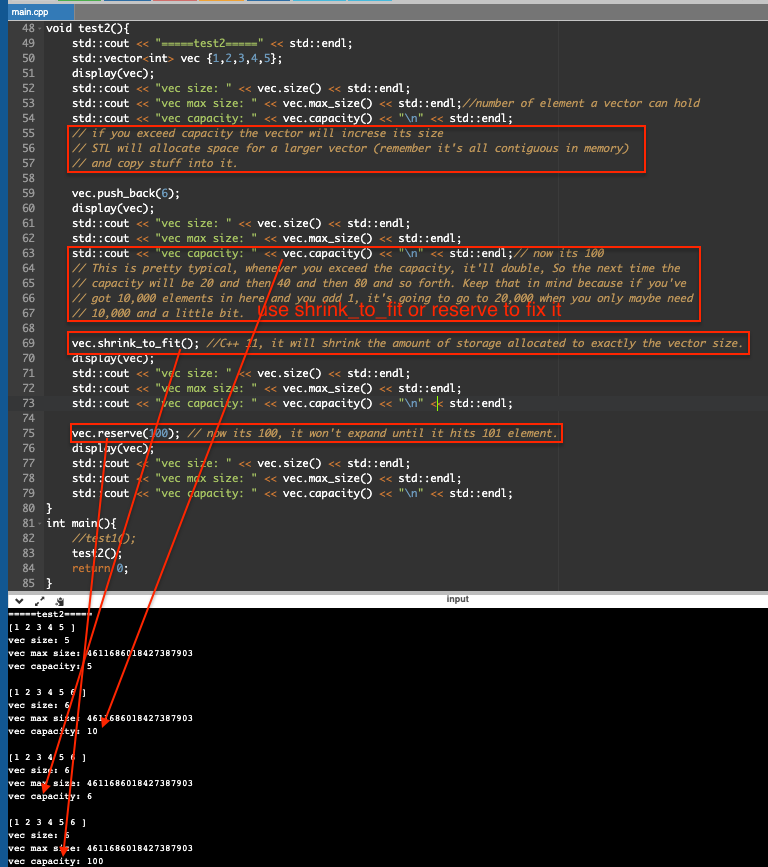 main.cpp
48 void test2(){
49 std::cout << "=====test2=====" << std::endl;
50 std::vector<int> vec {1,2,3,4,5};
51 display(vec);
52 std::cout << "vec size: " << vec.size() << std::endl;
53 std::cout << "vec max size: " << vec.max_size() << std::endl;//number of element a vector can hold
54 std::cout << "vec capacity: " << vec.capacity() << "\n" << std::endl;
55 // if you exceed capacity the vector will increse its size
56 // STL will allocate space for a larger vector (remember it's all contiguous in memory)
57 // and copy stuff into it.
58
59 vec.push_back(6);
60 display(vec);
61 std::cout << "vec size: " << vec.size() << std::endl;
62 std::cout << "vec max size: " << vec.max_size() << std::endl;
63 std::cout << "vec capacity: " << vec.capacity() << "\n" << std::endl;// now its 100
64 // This is pretty typical, whenever you exceed the capacity, it'll double, So the next time the
65 // capacity will be 20 and then 40 and then 80 and so forth. Keep that in mind because if you've
66 // got 10,000 elements in here and you add 1, it's going to go to 20,000 when you only maybe need
67 // 10,000 and a little bit. use shrink_to_fit or reserve to fix it
68
69 vec.shrink_to_fit(); //C++ 11, it will shrink the amount of storage allocated to exactly the vector size.
70 display(vec);
71 std::cout << "vec size: " << vec.size() << std::endl;
72 std::cout << "vec max size: " << vec.max_size() << std::endl;
73 std::cout << "vec capacity: " << vec.capacity() << "\n" << std::endl;
74
75 vec.reserve(100); // now its 100, it won't expand until it hits 101 element.
76 display(vec);
77 std::cout << "vec size: " << vec.size() << std::endl;
78 std::cout << "vec max size: " << vec.max_size() << std::endl;
79 std::cout << "vec capacity: " << vec.capacity() << "\n" << std::endl;
80 }
81 int main(){
82 //test1();
83 test2();
84 return 0;
85 }
input
=====test2=====
[1 2 3 4 5 ]
vec size: 5
vec max size: 4611686018427387903
vec capacity: 5
[1 2 3 4 5 6 ]
vec size: 6
vec max size: 4611686018427387903
vec capacity: 10
[1 2 3 4 5 6 ]
vec size: 6
vec max size: 4611686018427387903
vec capacity: 6
[1 2 3 4 5 6 ]
vec size: 6
vec max size: 4611686018427387903
vec capacity: 100